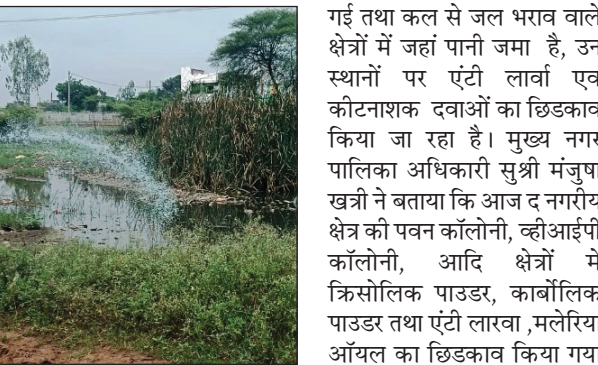 गई तथा कल से जल भराव वाले
क्षेत्रों में जहां पानी जमा है, उन
स्थानों पर एंटी लार्वा एव
कीटनाशक दवाओं का छिडकाव
किया जा रहा है। मुख्य नगर
पालिका अधिकारी सुश्री मंजुषा
खत्री ने बताया कि आज द नगरीय
क्षेत्र की पवन कॉलोनी, व्हीआईपी
कॉलोनी, आदि क्षेत्रों मे
क्रिसोलिक पाउडर, कार्बोलिक
पाउडर तथा एंटी लारवा ,मलेरिया
ऑयल का छिडकाव किया गया